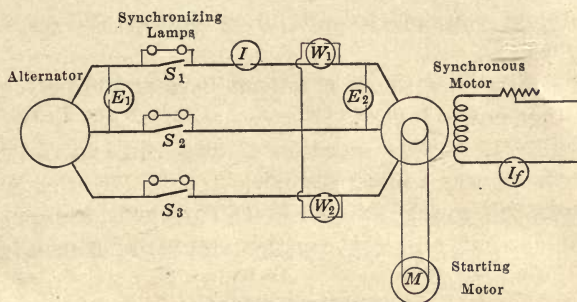 Synchronizing
Lamps
Alternator
Synchronous
Motor
S1
I
W1
E1
E2
S2
If
S3
W2
M
Starting
Motor